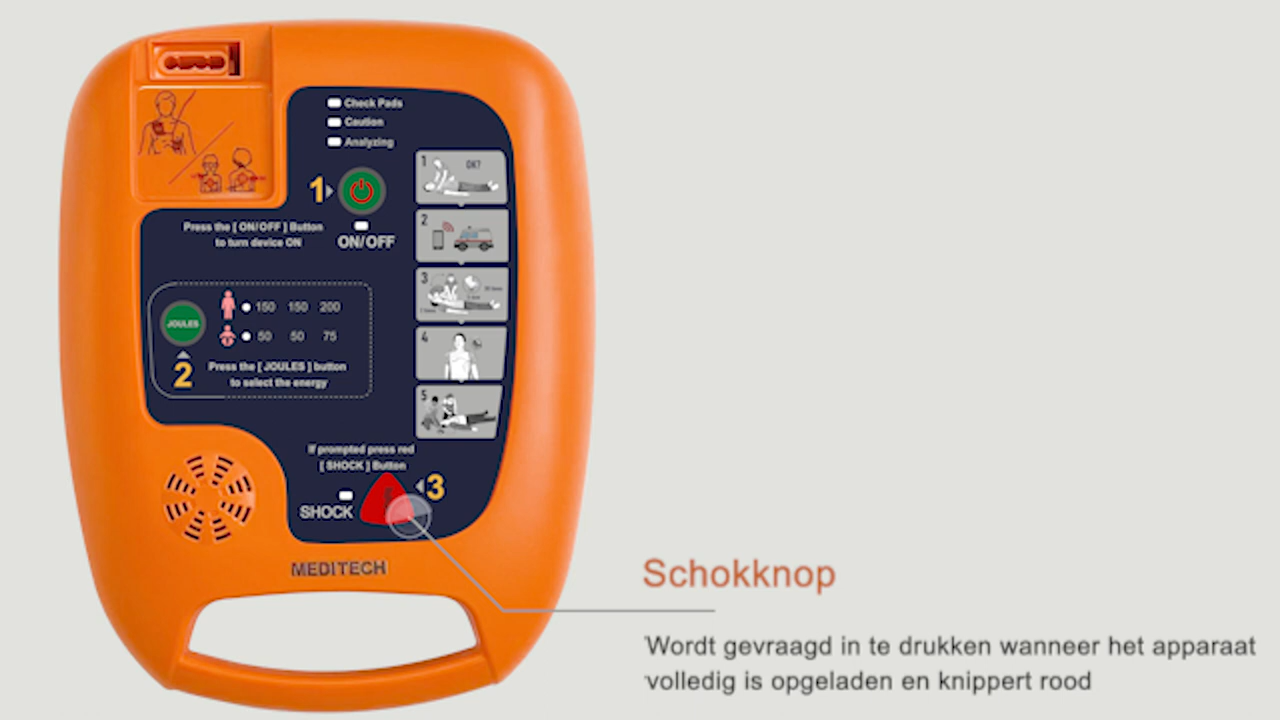 Check Pads
Caution
Analyzing
1
Press the [ ON/OFF ] Button
to turn device ON
ON/OFF
1
OK?
2
3
4
5
JOULES
150 150 200
50 50 75
2
Press the [ JOULES ] button
to select the energy
If prompted press red
[ SHOCK ] Button
3
SHOCK
MEDITECH
Schokknop
Wordt gevraagd in te drukken wanneer het apparaat
volledig is opgeladen en knippert rood